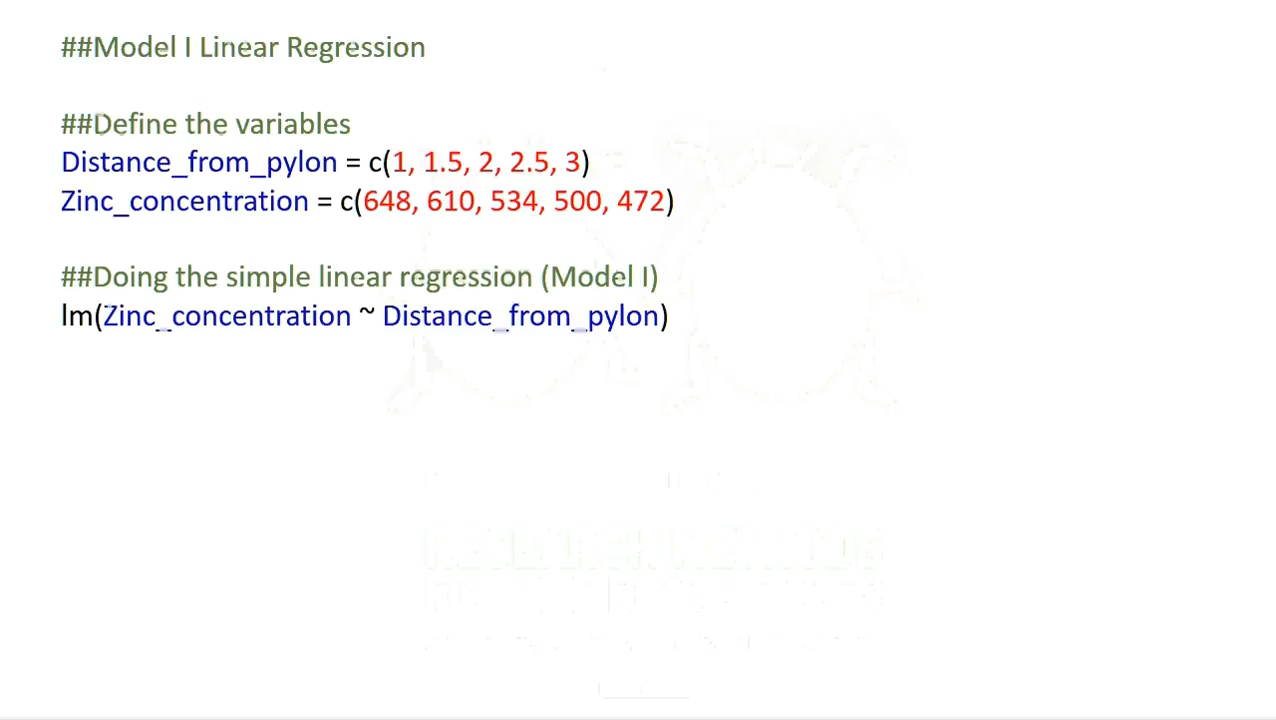 ##Model I Linear Regression
##Define the variables
Distance_from_pylon = c(1, 1.5, 2, 2.5, 3)
Zinc_concentration = c(648, 610, 534, 500, 472)
##Doing the simple linear regression (Model I)
lm(Zinc_concentration ~ Distance_from_pylon)